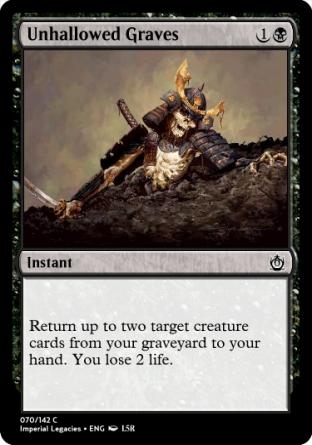 Unhallowed Graves 1
Instant
Return up to two target creature
cards from your graveyard to your
hand. You lose 2 life.
070/142 C
Imperial Legacies • ENG LSR